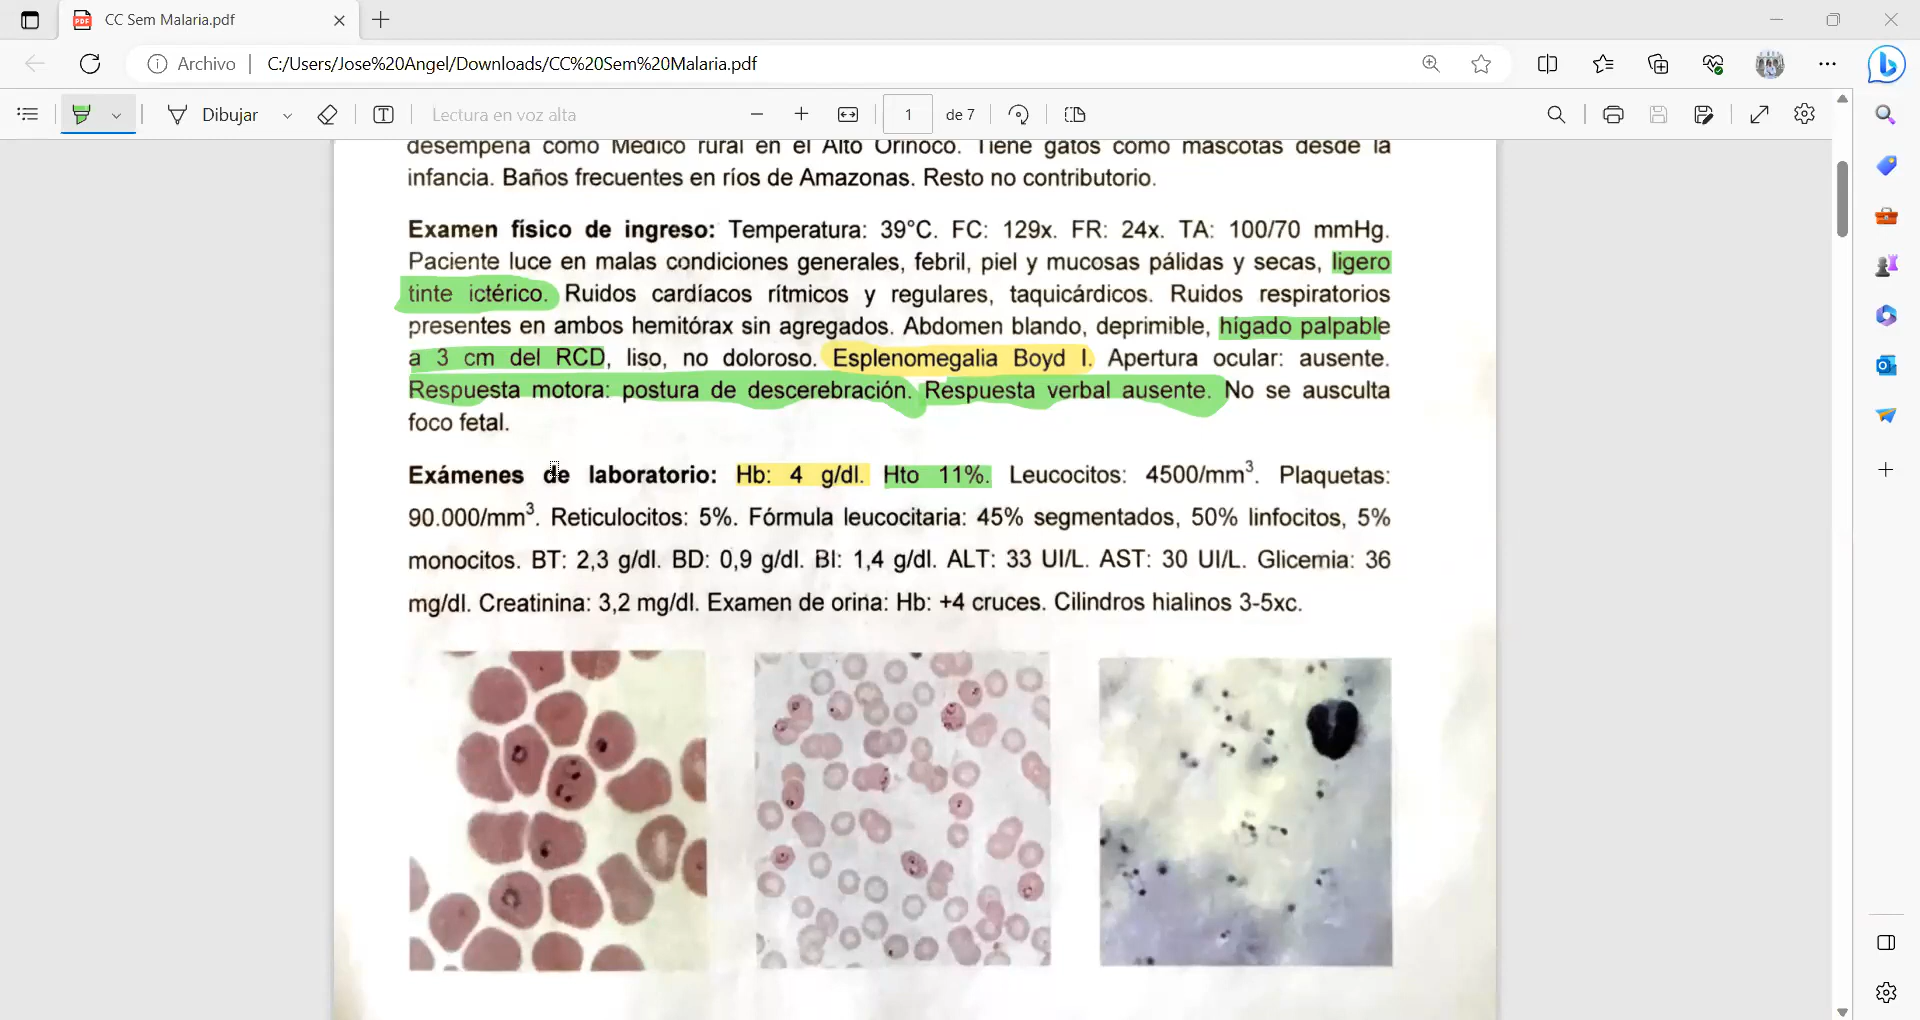 CC Sem Malaria.pdf
Archivo
C:/Users/Jose%20Angel/Downloads/CC%20Sem%20Malaria.pdf
Dibujar
Lectura en voz alta
1 de 7
desempeña como Médico rural en el Alto Orinoco. Tiene gatos como mascotas desde la
infancia. Baños frecuentes en ríos de Amazonas. Resto no contributorio.
Examen físico de ingreso: Temperatura: 39°C. FC: 129x. FR: 24x. TA: 100/70 mmHg.
Paciente luce en malas condiciones generales, febril, piel y mucosas pálidas y secas, ligero
tinte ictérico. Ruidos cardíacos rítmicos y regulares, taquicárdicos. Ruidos respiratorios
presentes en ambos hemitórax sin agregados. Abdomen blando, deprimible, hígado palpable
a 3 cm del RCD, liso, no doloroso. Esplenomegalia Boyd I. Apertura ocular: ausente.
Respuesta motora: postura de descerebración. Respuesta verbal ausente. No se ausculta
foco fetal.
Exámenes de laboratorio: Hb: 4 g/dl. Hto 11%. Leucocitos: 4500/mm³. Plaquetas:
90.000/mm³. Reticulocitos: 5%. Fórmula leucocitaria: 45% segmentados, 50% linfocitos, 5%
monocitos. BT: 2,3 g/dl. BD: 0,9 g/dl. BI: 1,4 g/dl. ALT: 33 UI/L. AST: 30 UI/L. Glicemia: 36
mg/dl. Creatinina: 3,2 mg/dl. Examen de orina: Hb: +4 cruces. Cilindros hialinos 3-5xc.